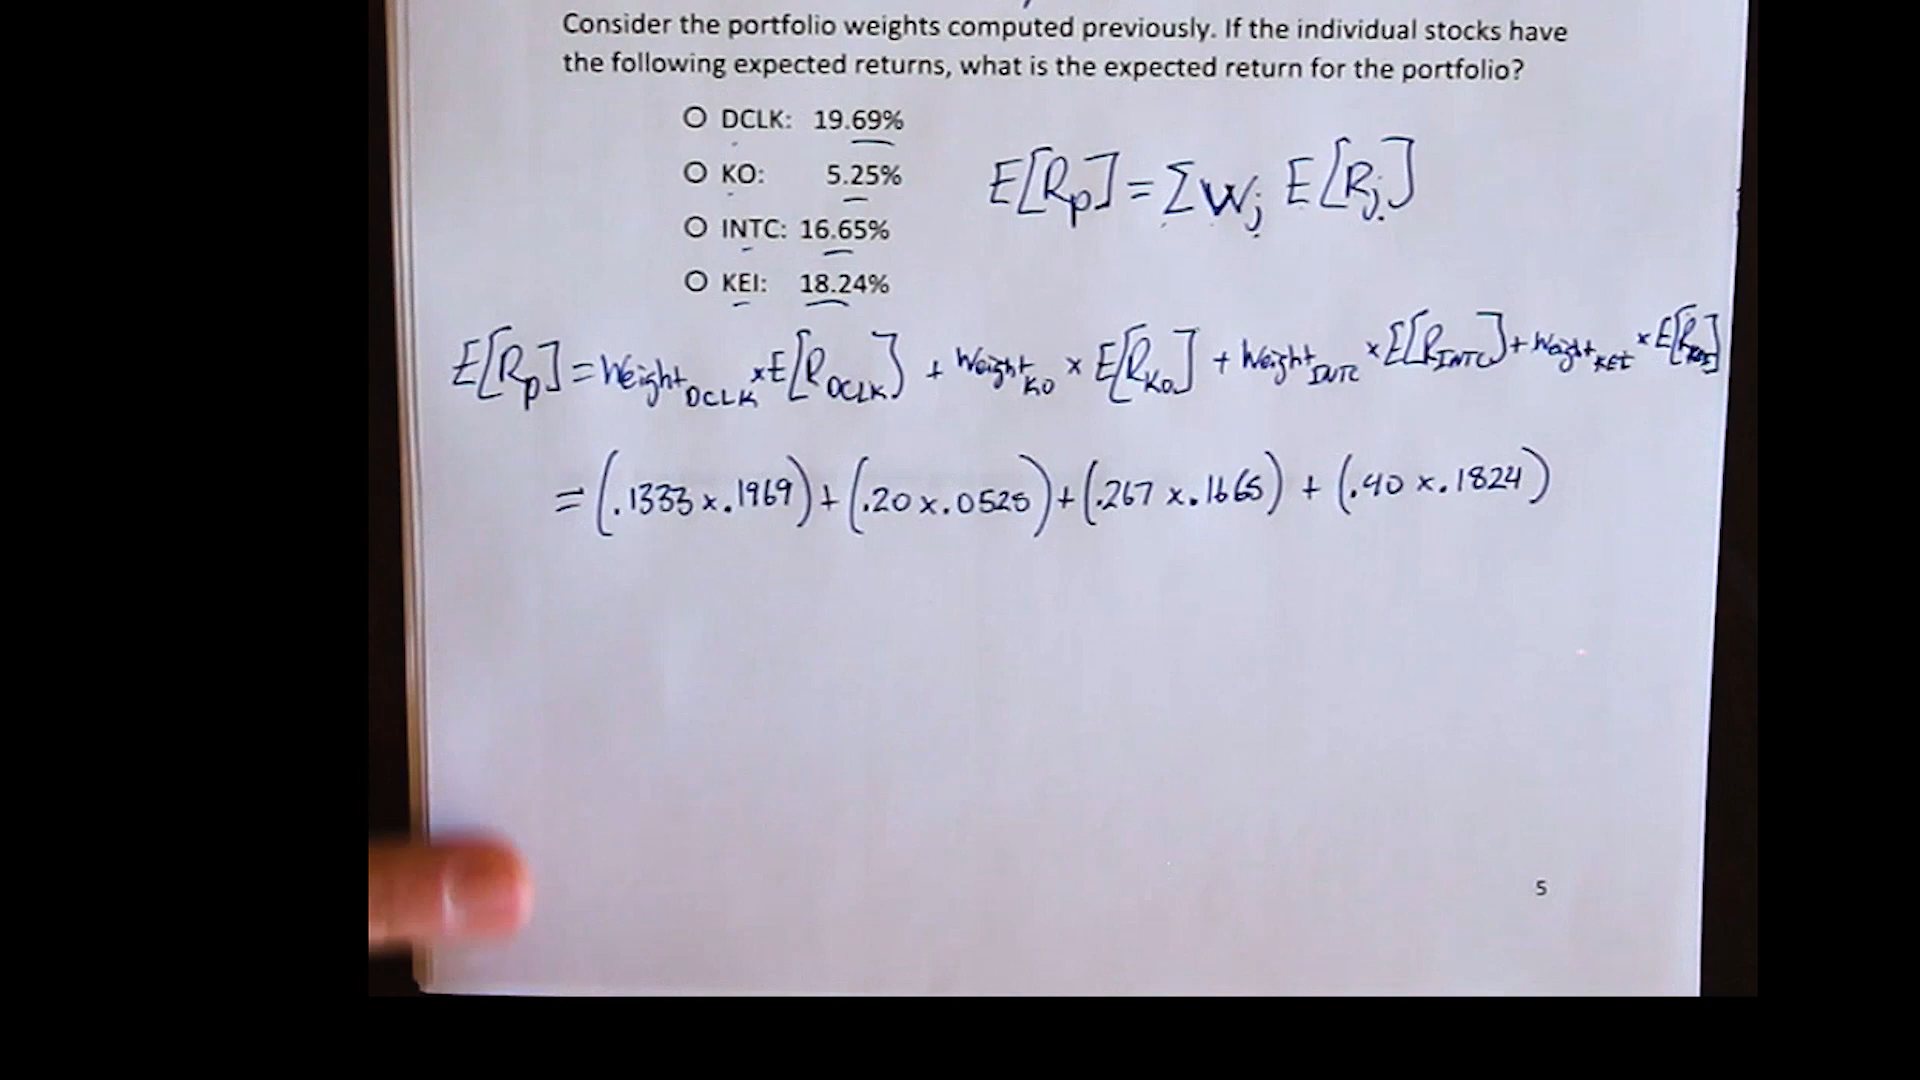 Consider the portfolio weights computed previously. If the individual stocks have
the following expected returns, what is the expected return for the portfolio?
O DCLK: 19.69%
O KO: 5.25%
E[Rp] = Σ Wj E[Rj]
O INTC: 16.65%
O KEI: 18.24%
E[Rp] = Weight DCLK × E[R DCLK] + Weight KO × E[R KO] + Weight INTC × E[R INTC] + Weight KEI × E[R KEI]
= (.1333 x .1969) + (.20 x .0525) + (.267 x .1665) + (.40 x .1824)
5